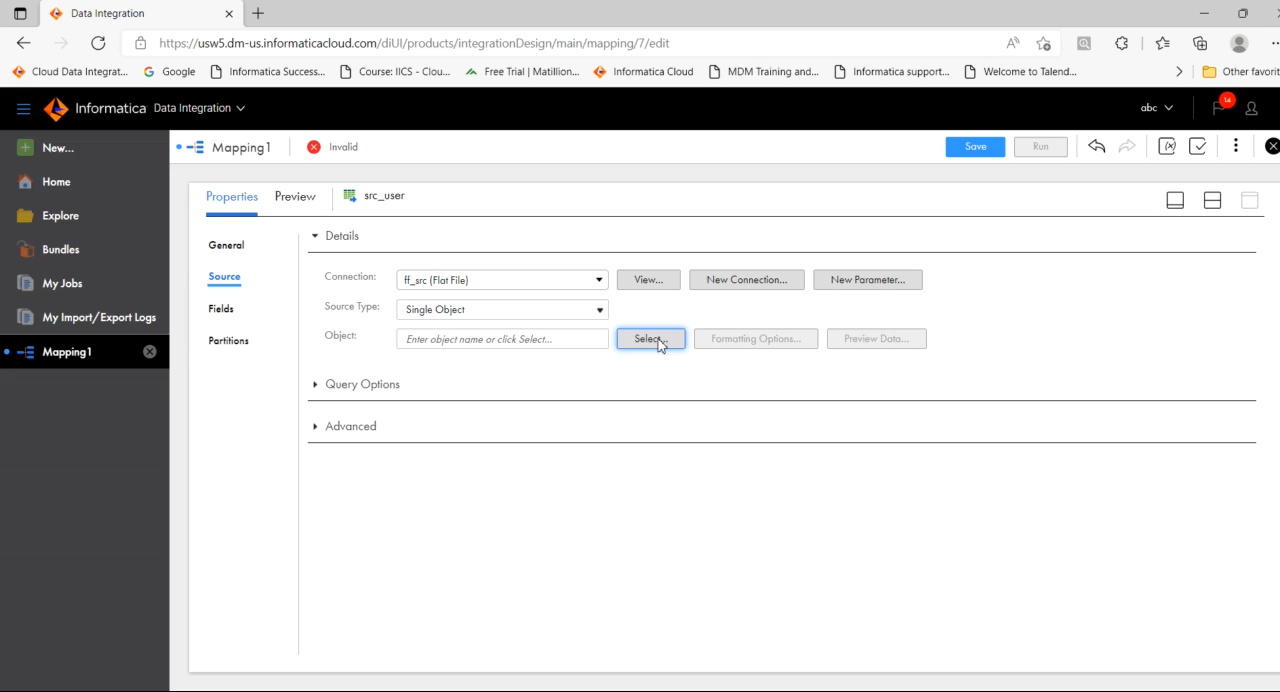 Data Integration
https://usw5.dm-us.informaticacloud.com/diUI/products/integrationDesign/main/mapping/7/edit
Cloud Data Integrat... Google Informatica Success... Course: IICS - Clou... Free Trial | Matillion... Informatica Cloud MDM Training and... Informatica support... Welcome to Talend... Other favorit
Informatica Data Integration abc 14
New... Mapping1 Invalid Save Run
Home
Properties Preview src_user
Explore
Details
General
Bundles
Source
Connection: ff_src (Flat File) View... New Connection... New Parameter...
My Jobs
Fields
Source Type: Single Object
My Import/Export Logs
Partitions
Object: Enter object name or click Select... Select... Formatting Options... Preview Data...
Mapping1
Query Options
Advanced